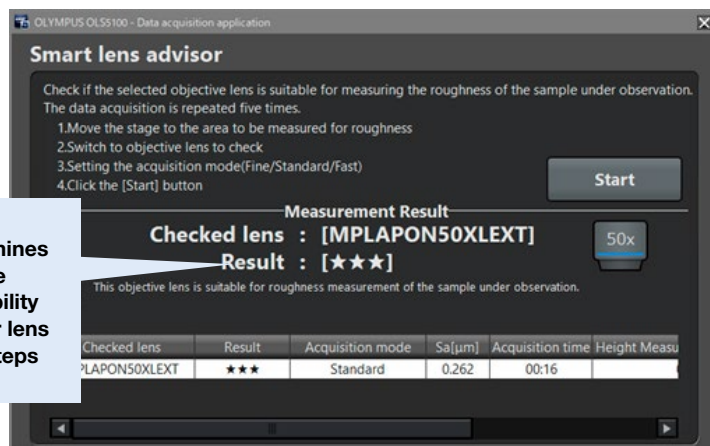 OLYMPUS OLS5100 - Data acquisition application
Smart lens advisor
Check if the selected objective lens is suitable for measuring the roughness of the sample under observation.
The data acquisition is repeated five times.
1.Move the stage to the area to be measured for roughness
2.Switch to objective lens to check
3.Setting the acquisition mode(Fine/Standard/Fast)
4.Click the [Start] button
Start
Measurement Result
Checked lens : [MPLAPON50XLEXT]
Result : [★★★]
50x
This objective lens is suitable for roughness measurement of the sample under observation.
lens
Checked lens Result Acquisition mode Sa[μm] Acquisition time Height
PLAPON50XLEXT ★★★ Standard 0.262 00:16